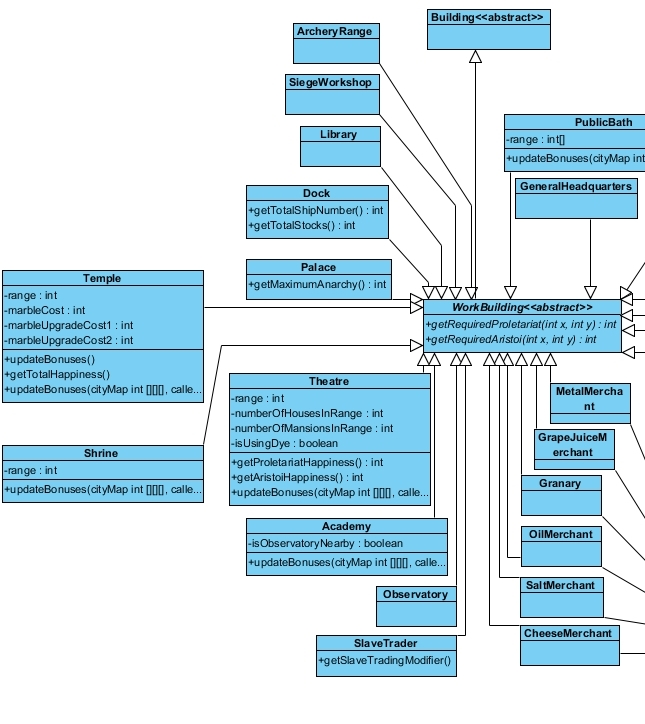 Building<<abstract>>
ArcheryRange
SiegeWorkshop
Library
PublicBath
-range : int[]
+updateBonuses(cityMap int
GeneralHeadquarters
Dock
+getTotalShipNumber() : int
+getTotalStocks() : int
Palace
+getMaximumAnarchy() : int
Temple
-range : int
-marbleCost : int
-marbleUpgradeCost1 : int
-marbleUpgradeCost2 : int
+updateBonuses()
+getTotalHappiness()
+updateBonuses(cityMap int [][][], calle...
WorkBuilding<<abstract>>
+getRequiredProletariat(int x, int y) : int
+getRequiredAristoi(int x, int y) : int
Theatre
-range : int
-numberOfHousesInRange : int
-numberOfMansionsInRange : int
-isUsingDye : boolean
+getProletariatHappiness() : int
+getAristoiHappiness() : int
+updateBonuses(cityMap int [][][], calle...
MetalMercha
nt
GrapeJuiceM
erchant
Shrine
-range : int
+updateBonuses(cityMap int [][][], calle...
Granary
Academy
-isObservatoryNearby : boolean
+updateBonuses(cityMap int [][][], calle...
OilMerchant
SaltMerchant
Observatory
CheeseMerchant
SlaveTrader
+getSlaveTradingModifier()